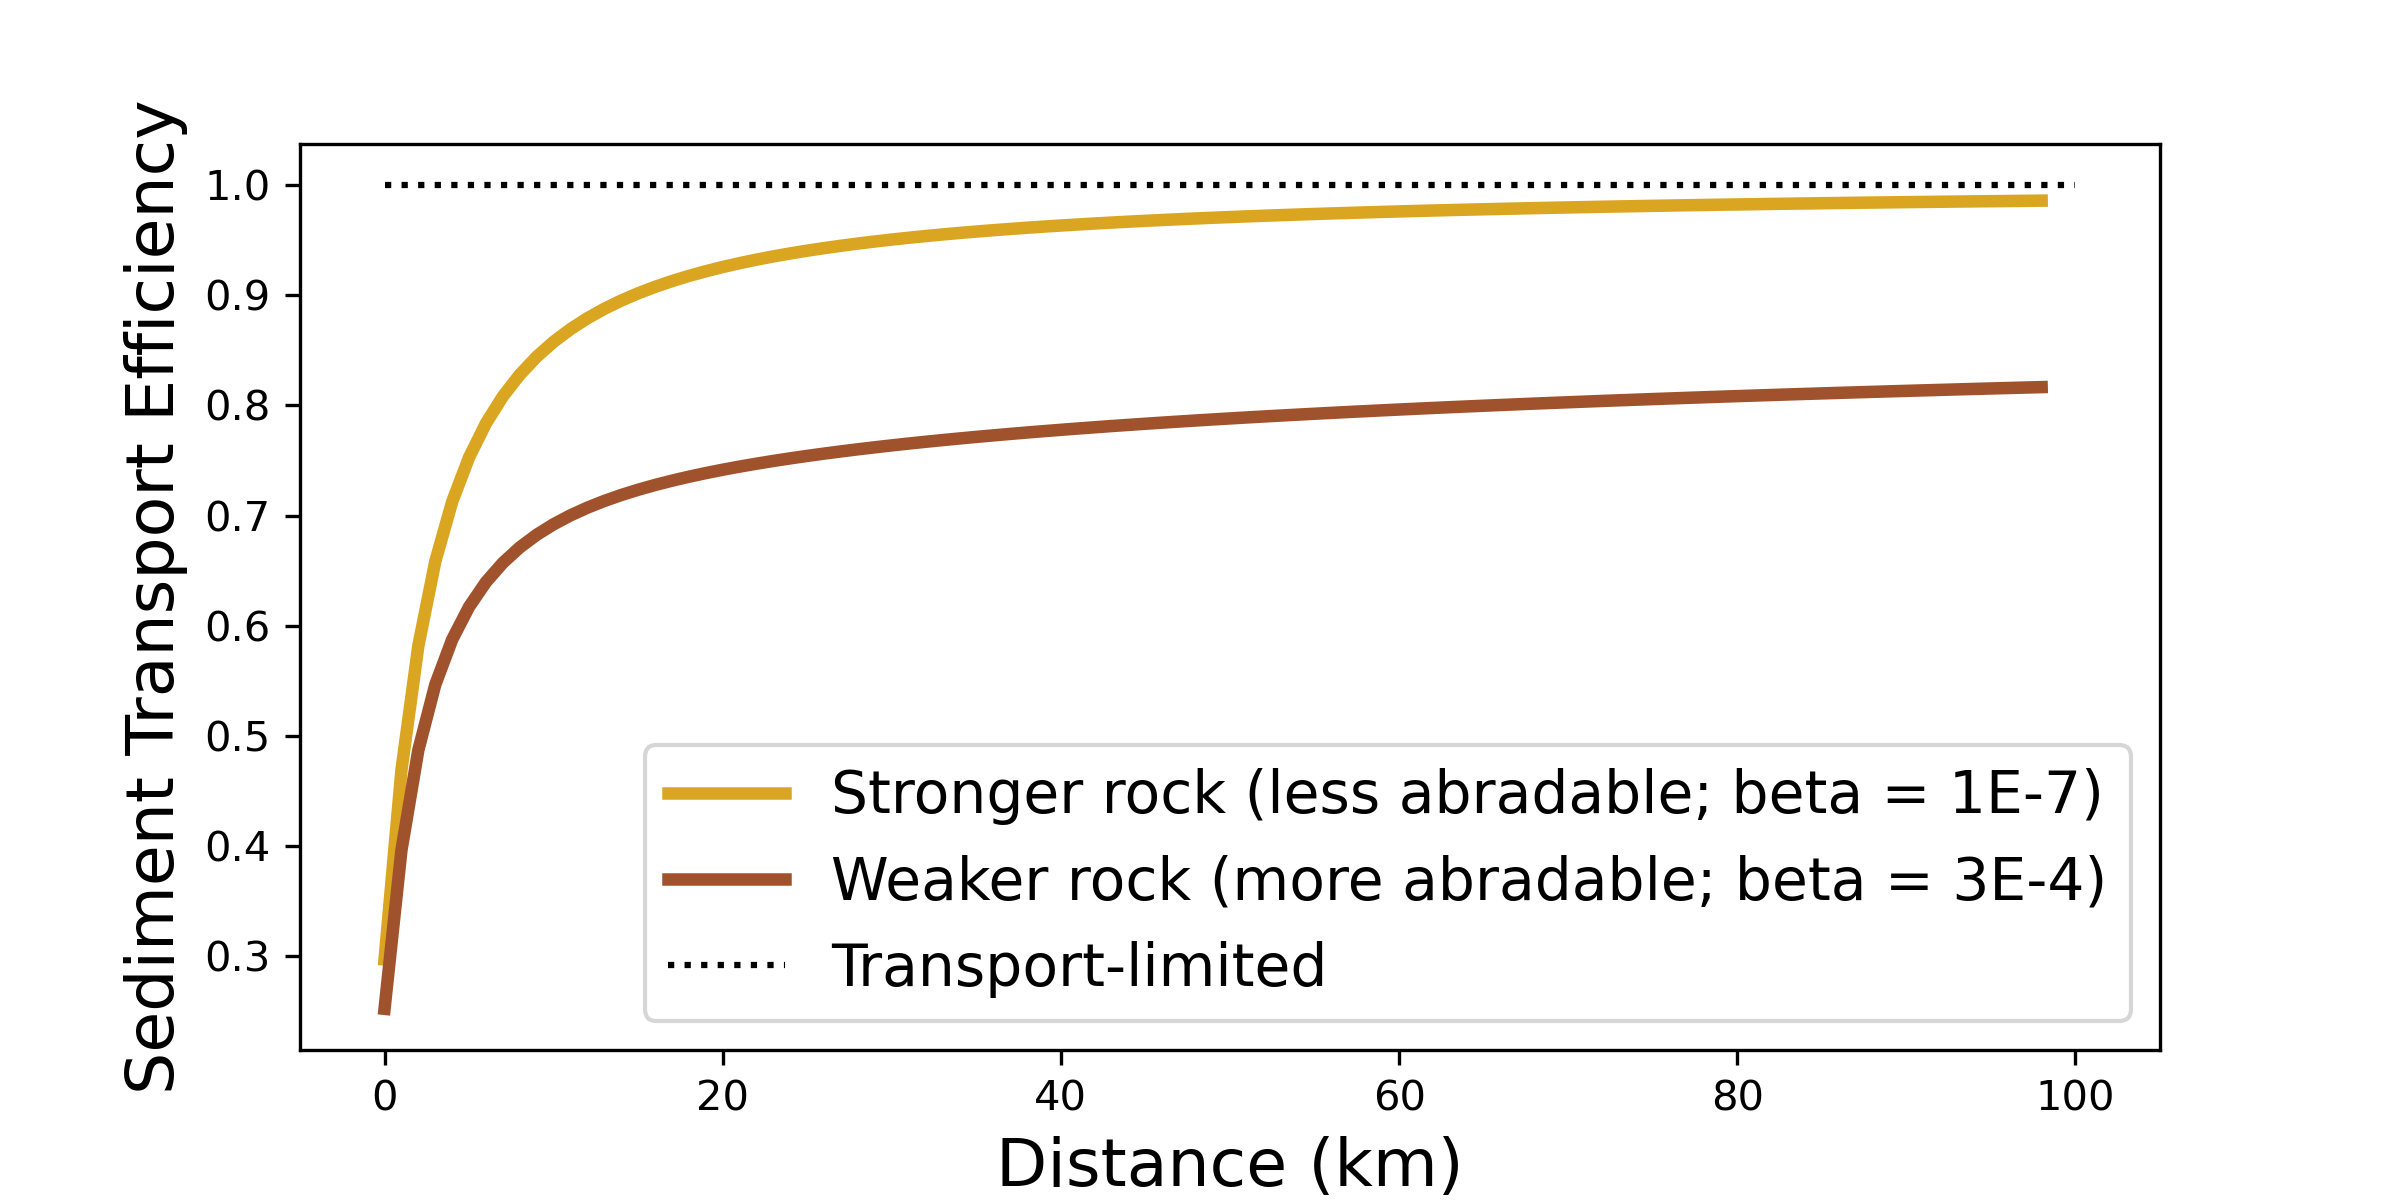 Sediment Transport Efficiency
1.0
0.9
0.8
0.7
0.6
0.5
0.4
0.3
Stronger rock (less abradable; beta = 1E-7)
Weaker rock (more abradable; beta = 3E-4)
Transport-limited
0 20 40 60 80 100
Distance (km)